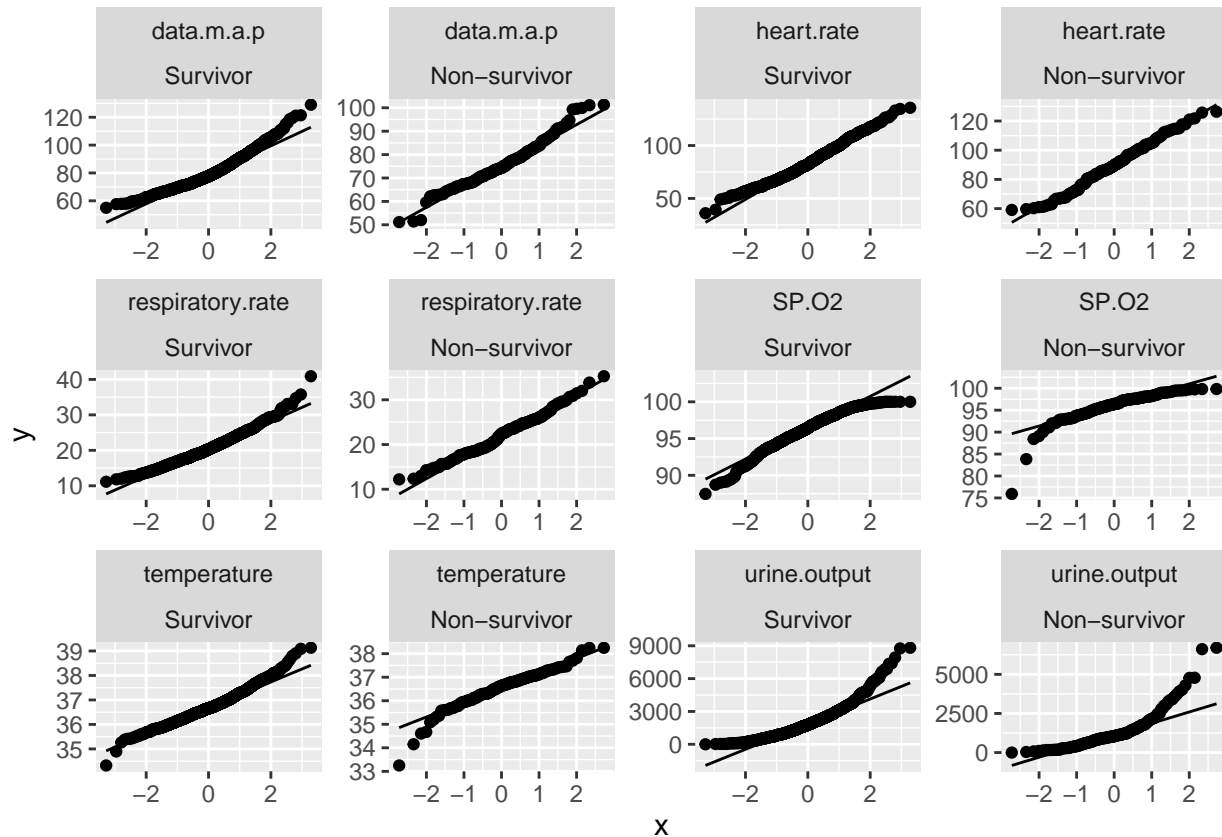 data.m.a.p data.m.a.p heart.rate heart.rate
Survivor Non−survivor Survivor Non−survivor
120
100
80
60
100
90
80
70
60
50
100
50
120
100
80
60
−2 0 2
−2 −1 0 1 2
−2 0 2
−2 −1 0 1 2
respiratory.rate respiratory.rate SP.O2 SP.O2
Survivor Non−survivor Survivor Non−survivor
40
30
20
10
30
20
10
100
95
90
100
95
90
85
80
75
−2 0 2
−2 −1 0 1 2
−2 0 2
−2 −1 0 1 2
y
temperature temperature urine.output urine.output
Survivor Non−survivor Survivor Non−survivor
39
38
37
36
35
38
37
36
35
34
33
9000
6000
3000
0
5000
2500
0
−2 0 2
−2 −1 0 1 2
−2 0 2
−2 −1 0 1 2
x